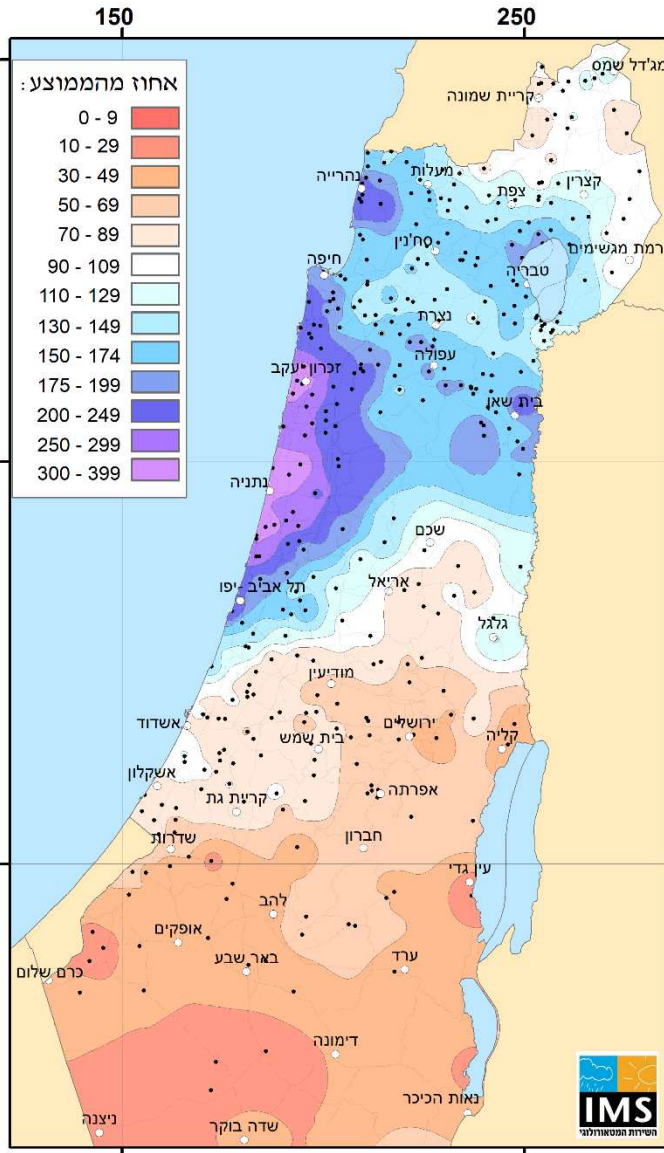 150 250
אחוז מהממוצע:
0 - 9
10 - 29
30 - 49
50 - 69
70 - 89
90 - 109
110 - 129
130 - 149
150 - 174
175 - 199
200 - 249
250 - 299
300 - 399
מג'דל שמס
קריית שמונה
מעלות
נהרייה
צפת
קצרין
סח'נין
רמת מגשימים
חיפה
טבריה
נצרת
עפולה
זכרון יעקב
בית שאן
נתניה
שכם
תל אביב -יפו
אריאל
גלגל
מודיעין
אשדוד
ירושלים
קליה
בית שמש
אשקלון
קריית גת
אפרתה
שדרות
חברון
עין גדי
להב
אופקים
כרם שלום
באר שבע
ערד
דימונה
נאות הכיכר
ניצנה
שדה בוקר
IMS
השירות המטאורולוגי